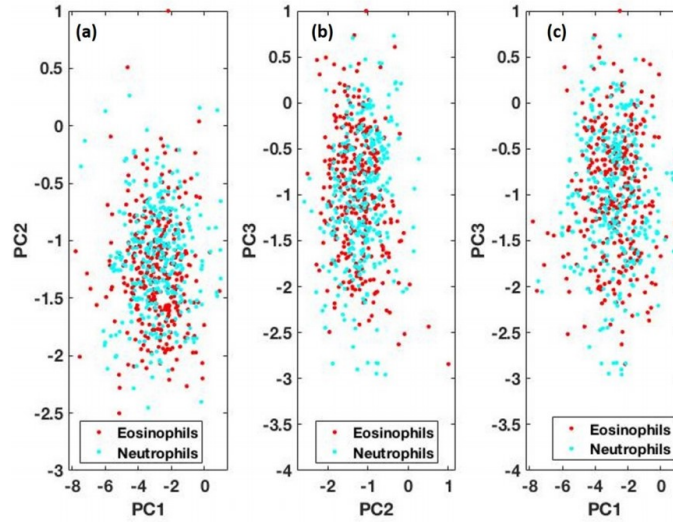 (a)
1
0.5
0
-0.5
-1
-1.5
-2
-2.5
-3
PC2
-8 -6 -4 -2 0
PC1
Eosinophils
Neutrophils
(b)
1
0.5
0
-0.5
-1
-1.5
-2
-2.5
-3
-3.5
-4
PC3
-2 -1 0 1
PC2
Eosinophils
Neutrophils
(c)
1
0.5
0
-0.5
-1
-1.5
-2
-2.5
-3
-3.5
-4
PC3
-8 -6 -4 -2 0
PC1
Eosinophils
Neutrophils